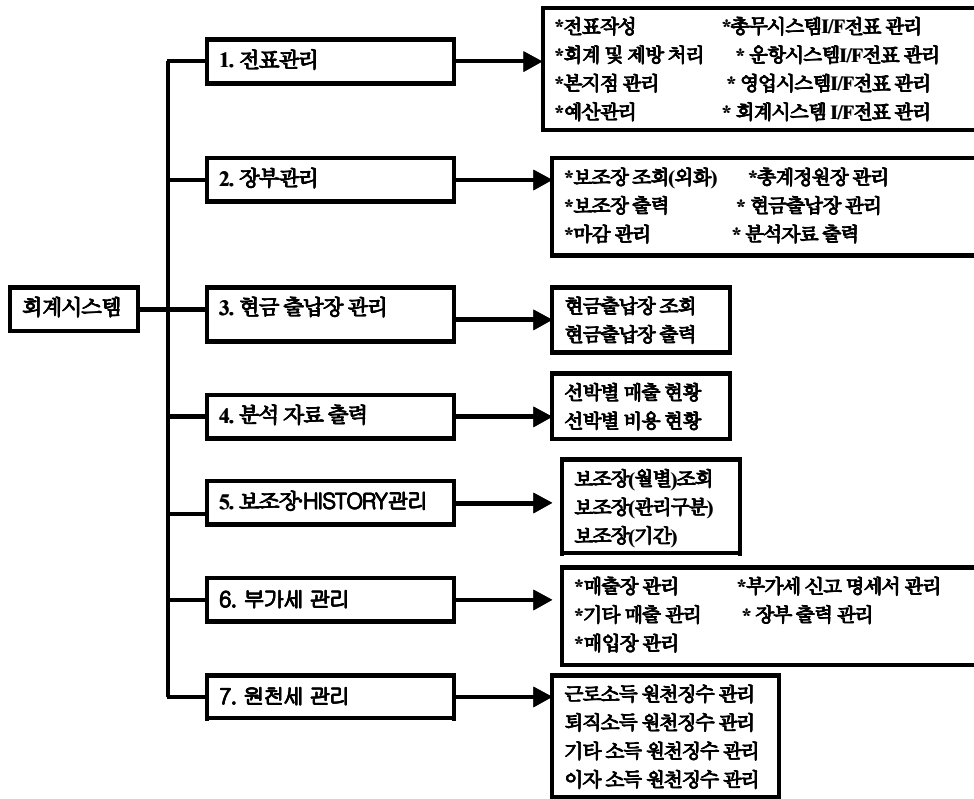 회계시스템
1. 전표관리
*전표작성 *총무시스템I/F전표 관리
*회계 및 제방 처리 * 운항시스템I/F전표 관리
*본지점 관리 * 영업시스템I/F전표 관리
*예산관리 * 회계시스템 I/F전표 관리
2. 장부관리
*보조장 조회(외화) *총계정원장 관리
*보조장 출력 * 현금출납장 관리
*마감 관리 * 분석자료 출력
3. 현금 출납장 관리
현금출납장 조회
현금출납장 출력
4. 분석 자료 출력
선박별 매출 현황
선박별 비용 현황
5. 보조장·HISTORY관리
보조장(월별)조회
보조장(관리구분)
보조장(기간)
6. 부가세 관리
*매출장 관리 *부가세 신고 명세서 관리
*기타 매출 관리 * 장부 출력 관리
*매입장 관리
7. 원천세 관리
근로소득 원천징수 관리
퇴직소득 원천징수 관리
기타 소득 원천징수 관리
이자 소득 원천징수 관리